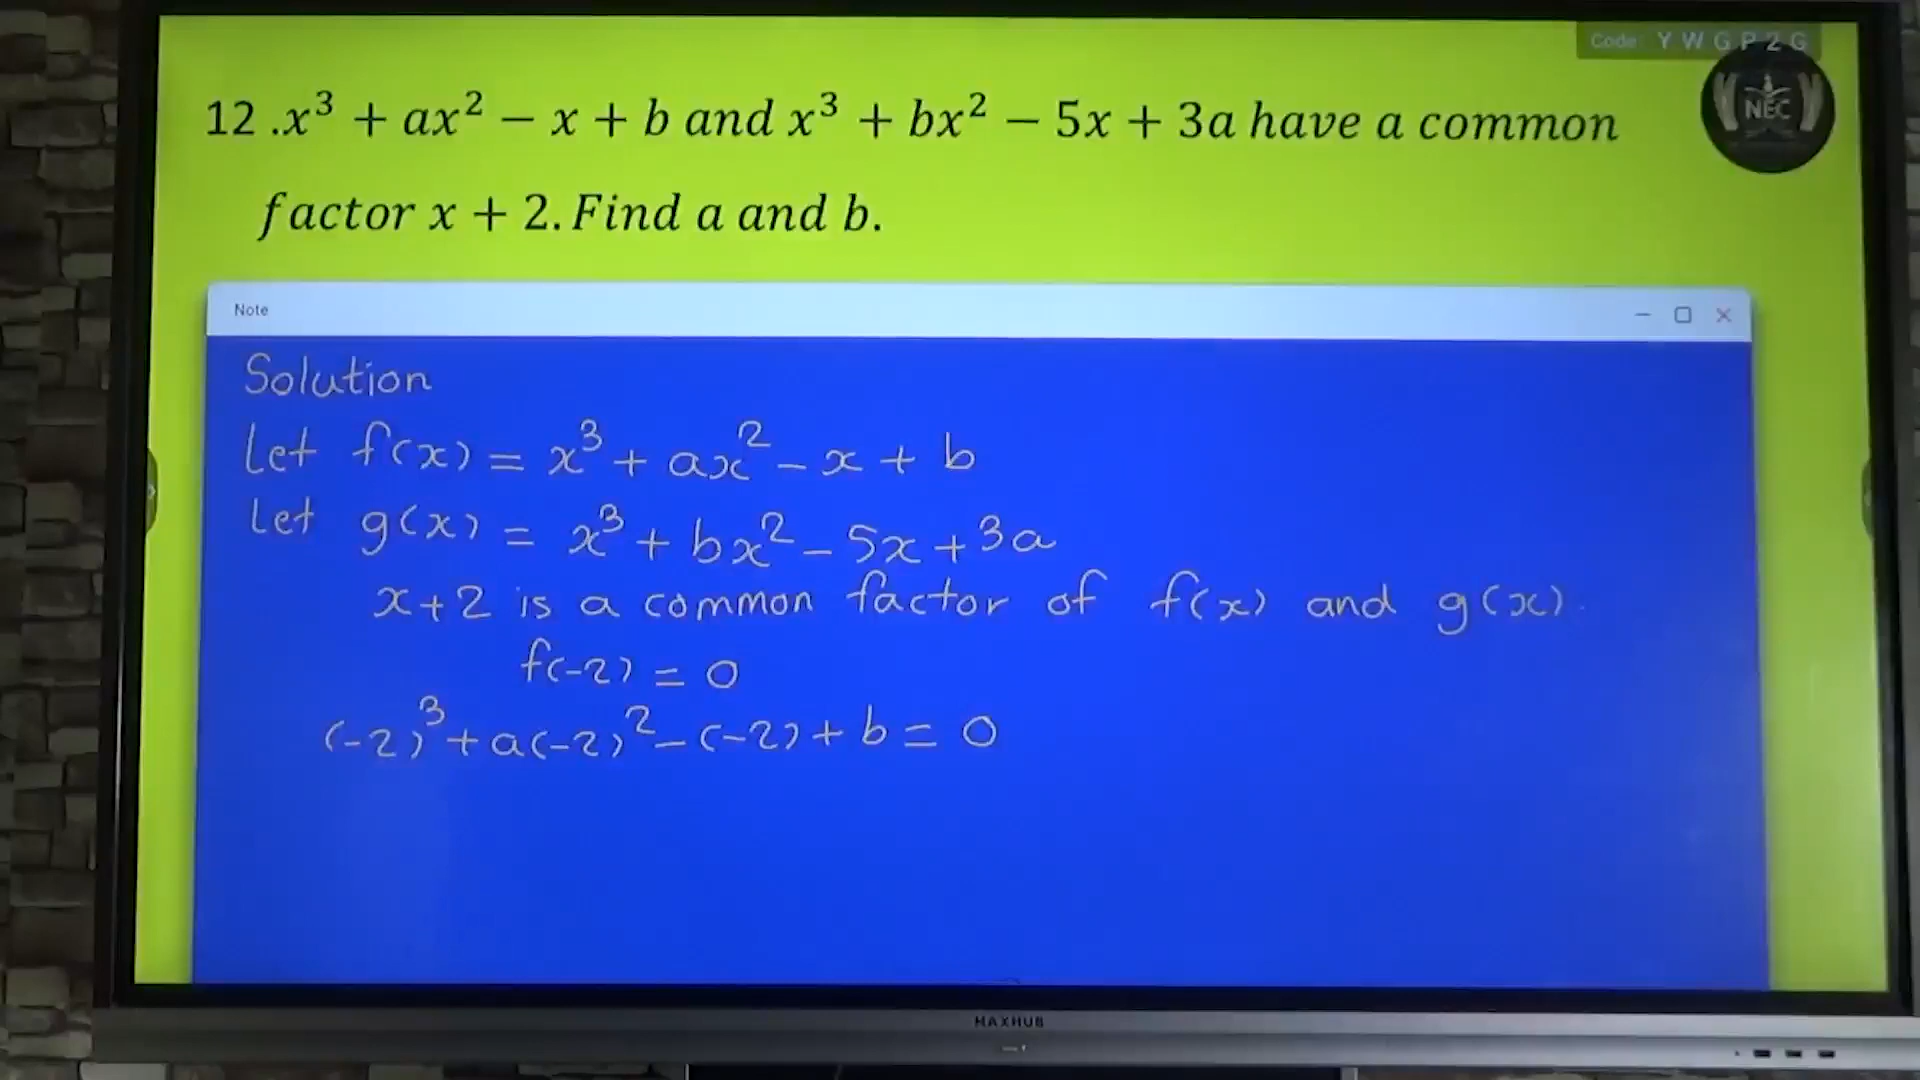 Code: YWGP2G
NEC
12 .x³ + ax² − x + b and x³ + bx² − 5x + 3a have a common
factor x + 2. Find a and b.
Note
Solution
Let f(x) = x³ + ax² − x + b
Let g(x) = x³ + bx² − 5x + 3a
x+2 is a common factor of f(x) and g(x).
f(-2) = 0
(-2)³ + a(-2)² − (-2) + b = 0
MAXHUB